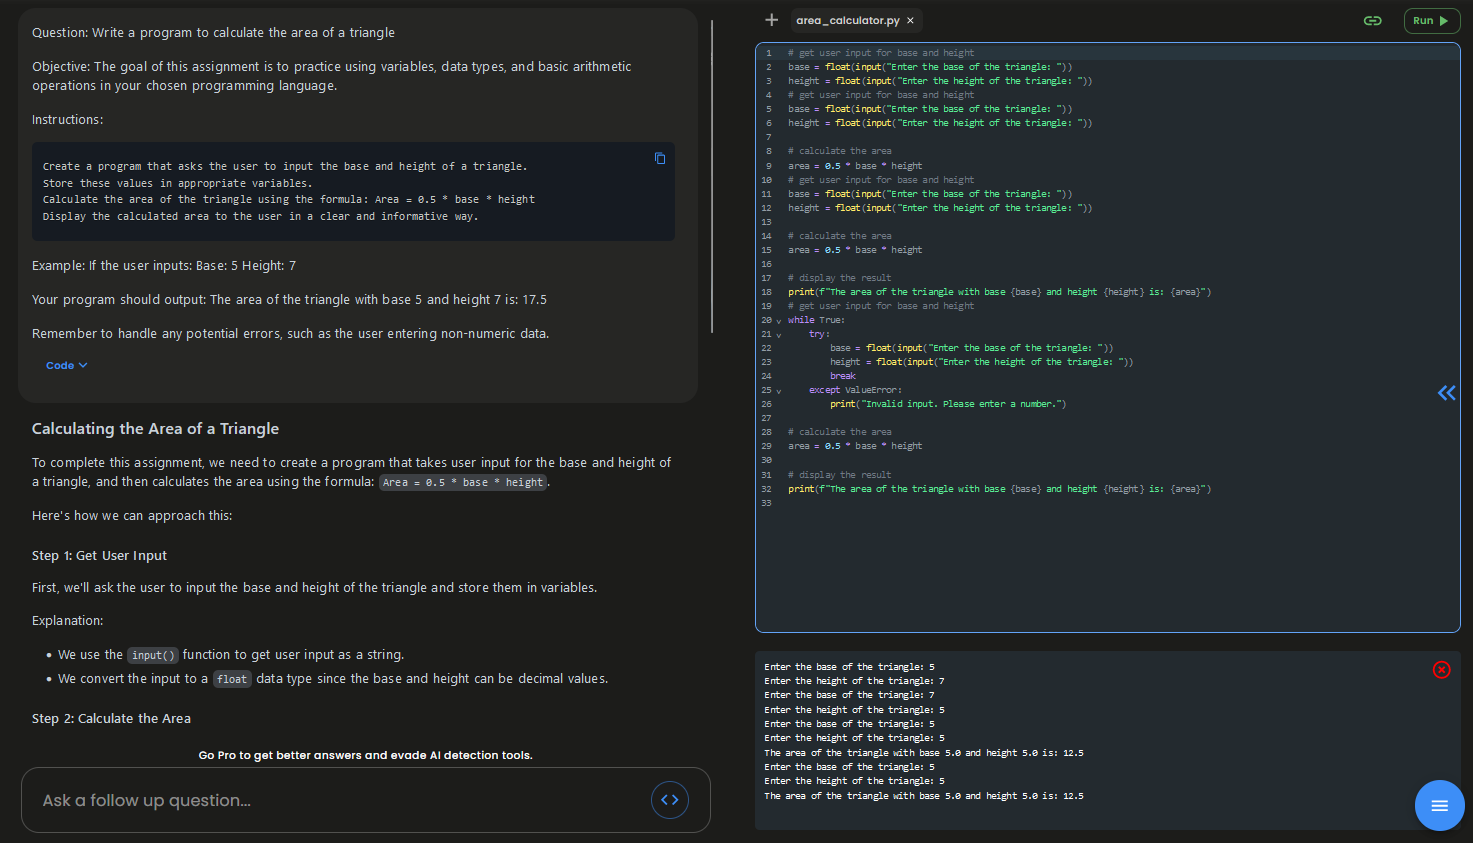 Question: Write a program to calculate the area of a triangle
Objective: The goal of this assignment is to practice using variables, data types, and basic arithmetic
operations in your chosen programming language.
Instructions:
Create a program that asks the user to input the base and height of a triangle.
Store these values in appropriate variables.
Calculate the area of the triangle using the formula: Area = 0.5 * base * height
Display the calculated area to the user in a clear and informative way.
Example: If the user inputs: Base: 5 Height: 7
Your program should output: The area of the triangle with base 5 and height 7 is: 17.5
Remember to handle any potential errors, such as the user entering non-numeric data.
Code
Calculating the Area of a Triangle
To complete this assignment, we need to create a program that takes user input for the base and height of
a triangle, and then calculates the area using the formula: Area = 0.5 * base * height.
Here's how we can approach this:
Step 1: Get User Input
First, we'll ask the user to input the base and height of the triangle and store them in variables.
Explanation:
• We use the input() function to get user input as a string.
• We convert the input to a float data type since the base and height can be decimal values.
Step 2: Calculate the Area
Go Pro to get better answers and evade AI detection tools.
Ask a follow up question...
area_calculator.py
Run
1 # get user input for base and height
2 base = float(input("Enter the base of the triangle: "))
3 height = float(input("Enter the height of the triangle: "))
4 # get user input for base and height
5 base = float(input("Enter the base of the triangle: "))
6 height = float(input("Enter the height of the triangle: "))
7
8 # calculate the area
9 area = 0.5 * base * height
10 # get user input for base and height
11 base = float(input("Enter the base of the triangle: "))
12 height = float(input("Enter the height of the triangle: "))
13
14 # calculate the area
15 area = 0.5 * base * height
16
17 # display the result
18 print(f"The area of the triangle with base {base} and height {height} is: {area}")
19 # get user input for base and height
20 while True:
21     try:
22         base = float(input("Enter the base of the triangle: "))
23         height = float(input("Enter the height of the triangle: "))
24         break
25     except ValueError:
26         print("Invalid input. Please enter a number.")
27
28 # calculate the area
29 area = 0.5 * base * height
30
31 # display the result
32 print(f"The area of the triangle with base {base} and height {height} is: {area}")
33
Enter the base of the triangle: 5
Enter the height of the triangle: 7
Enter the base of the triangle: 7
Enter the height of the triangle: 5
Enter the base of the triangle: 5
Enter the height of the triangle: 5
The area of the triangle with base 5.0 and height 5.0 is: 12.5
Enter the base of the triangle: 5
Enter the height of the triangle: 5
The area of the triangle with base 5.0 and height 5.0 is: 12.5